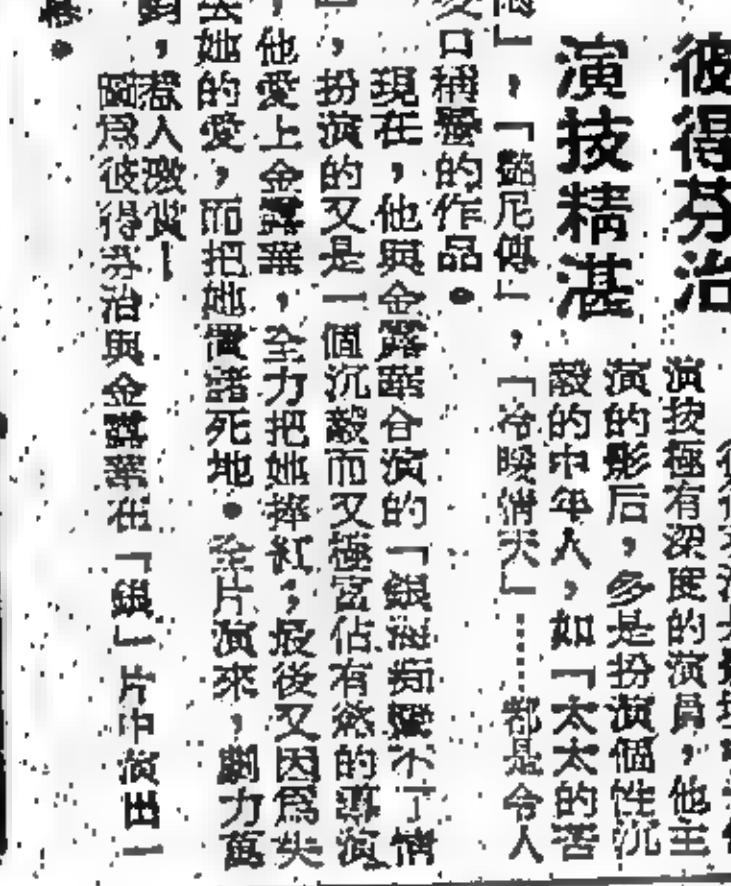 彼得芬治
演技精湛
演技極有深度的演員，他主
演的影后，多是扮演個性沉
毅的中年人，如「太太的苦
悶」，「魑尼傳」，「冷暖情天」……都是令人
交口稱譽的作品。
現在，他與金露華合演的「銀海痴孃不了情
」，扮演的又是一個沉毅而又極富佔有慾的導演
，他愛上金露華，全力把她捧紅，最後又因為失
去她的愛，而把她置諸死地。全片演來，劇力萬
鈞，惹人激賞！
因為彼得芬治與金露華在「銀」片中演出一